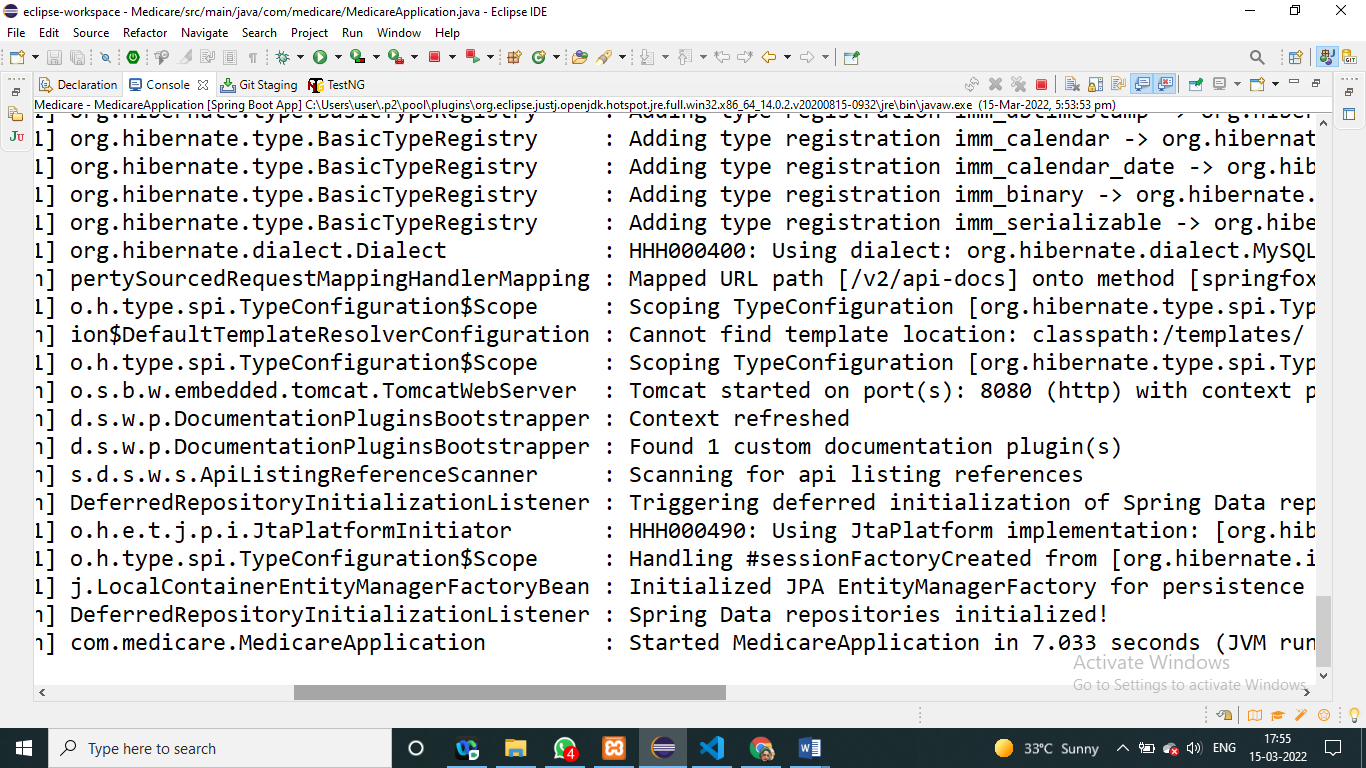 eclipse-workspace - Medicare/src/main/java/com/medicare/MedicareApplication.java - Eclipse IDE
File Edit Source Refactor Navigate Search Project Run Window Help
Declaration Console Git Staging TestNG
Medicare - MedicareApplication [Spring Boot App] C:\Users\user\.p2\pool\plugins\org.eclipse.justj.openjdk.hotspot.jre.full.win32.x86_64_14.0.2.v20200815-0932\jre\bin\javaw.exe (15-Mar-2022, 5:53:53 pm)
l] org.hibernate.type.BasicTypeRegistry : Adding type registration imm_dbtimestamp -> org.hiber
l] org.hibernate.type.BasicTypeRegistry : Adding type registration imm_calendar -> org.hibernat
l] org.hibernate.type.BasicTypeRegistry : Adding type registration imm_calendar_date -> org.hib
l] org.hibernate.type.BasicTypeRegistry : Adding type registration imm_binary -> org.hibernate.
l] org.hibernate.type.BasicTypeRegistry : Adding type registration imm_serializable -> org.hibe
l] org.hibernate.dialect.Dialect : HHH000400: Using dialect: org.hibernate.dialect.MySQL
n] pertySourcedRequestMappingHandlerMapping : Mapped URL path [/v2/api-docs] onto method [springfox
l] o.h.type.spi.TypeConfiguration$Scope : Scoping TypeConfiguration [org.hibernate.type.spi.Typ
n] ion$DefaultTemplateResolverConfiguration : Cannot find template location: classpath:/templates/
l] o.h.type.spi.TypeConfiguration$Scope : Scoping TypeConfiguration [org.hibernate.type.spi.Typ
n] o.s.b.w.embedded.tomcat.TomcatWebServer : Tomcat started on port(s): 8080 (http) with context p
n] d.s.w.p.DocumentationPluginsBootstrapper : Context refreshed
n] d.s.w.p.DocumentationPluginsBootstrapper : Found 1 custom documentation plugin(s)
n] s.d.s.w.s.ApiListingReferenceScanner : Scanning for api listing references
n] DeferredRepositoryInitializationListener : Triggering deferred initialization of Spring Data rep
l] o.h.e.t.j.p.i.JtaPlatformInitiator : HHH000490: Using JtaPlatform implementation: [org.hib
l] o.h.type.spi.TypeConfiguration$Scope : Handling #sessionFactoryCreated from [org.hibernate.i
l] j.LocalContainerEntityManagerFactoryBean : Initialized JPA EntityManagerFactory for persistence
n] DeferredRepositoryInitializationListener : Spring Data repositories initialized!
n] com.medicare.MedicareApplication : Started MedicareApplication in 7.033 seconds (JVM run
Activate Windows
Go to Settings to activate Windows.
Type here to search
4
33°C Sunny
ENG
17:55
15-03-2022